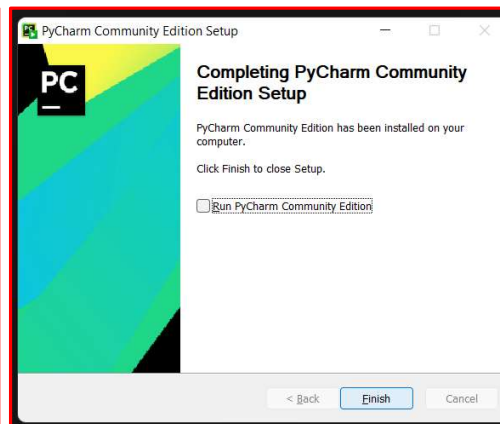 PyCharm Community Edition Setup
PC
Completing PyCharm Community
Edition Setup
PyCharm Community Edition has been installed on your
computer.
Click Finish to close Setup.
Run PyCharm Community Edition
< Back
Finish
Cancel